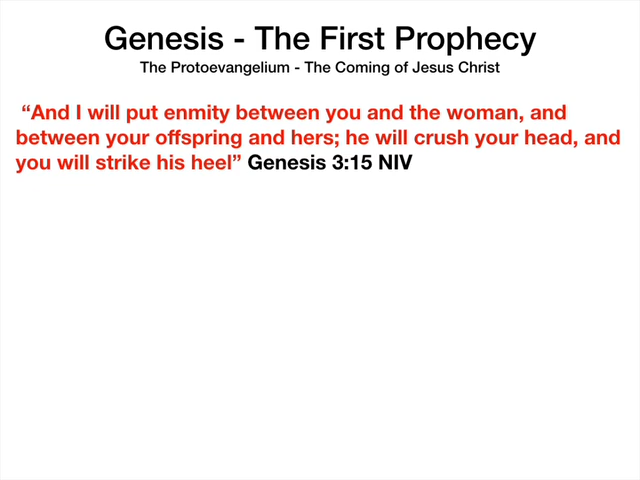 Genesis - The First Prophecy
The Protoevangelium - The Coming of Jesus Christ
“And I will put enmity between you and the woman, and
between your offspring and hers; he will crush your head, and
you will strike his heel” Genesis 3:15 NIV